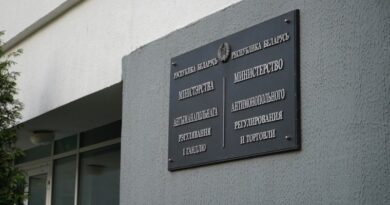 РЭСПУБЛІКА БЕЛАРУСЬ
МІНІСТЭРСТВА
АНТЫМАНАПОЛЬНАГА
РЭГУЛЯВАННЯ
І ГАНДЛЮ
РЕСПУБЛИКА БЕЛАРУСЬ
МИНИСТЕРСТВО
АНТИМОНОПОЛЬНОГО
РЕГУЛИРОВАНИЯ
И ТОРГОВЛИ